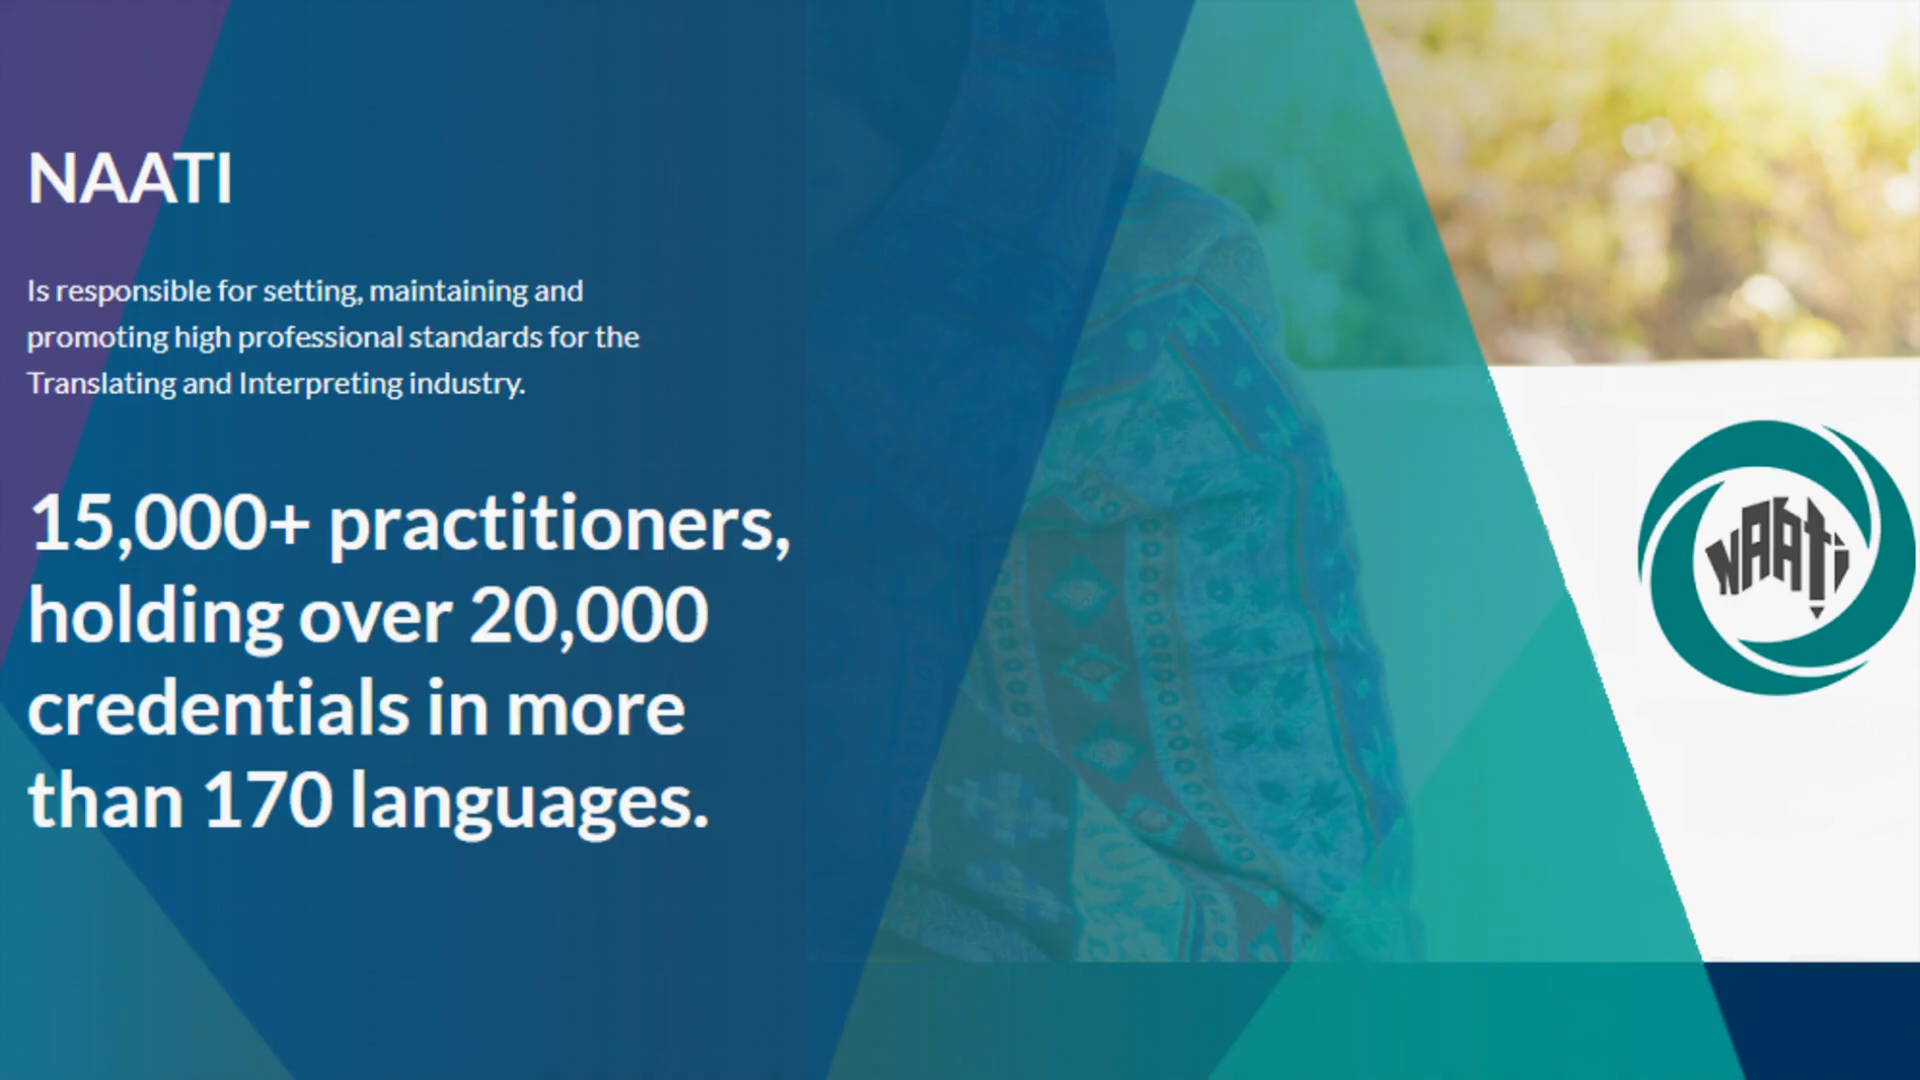 NAATI
Is responsible for setting, maintaining and
promoting high professional standards for the
Translating and Interpreting industry.
15,000+ practitioners,
holding over 20,000
credentials in more
than 170 languages.
NAATI